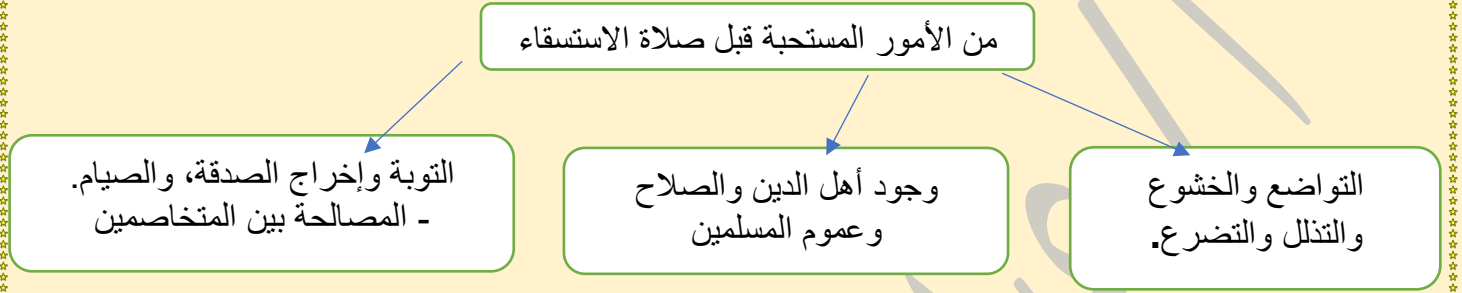 من الأمور المستحبة قبل صلاة الاستسقاء
التواضع والخشوع
والتذلل والتضرع.
وجود أهل الدين والصلاح
وعموم المسلمين
التوبة وإخراج الصدقة، والصيام.
- المصالحة بين المتخاصمين